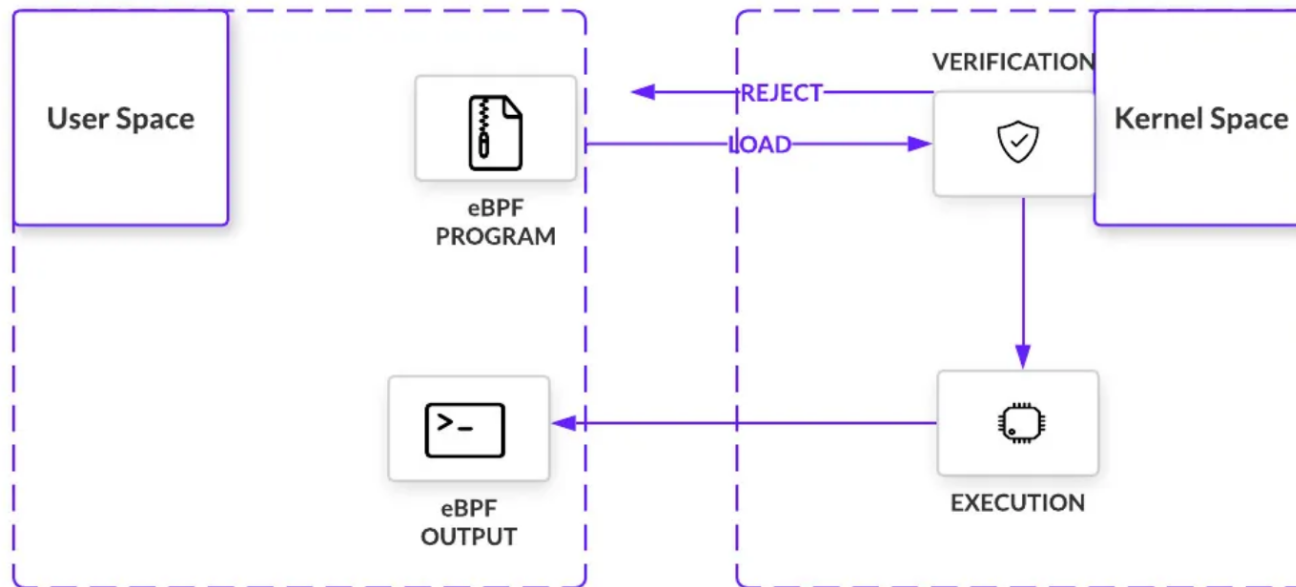 User Space
eBPF
PROGRAM
REJECT
LOAD
VERIFICATION
Kernel Space
eBPF
OUTPUT
EXECUTION
>_